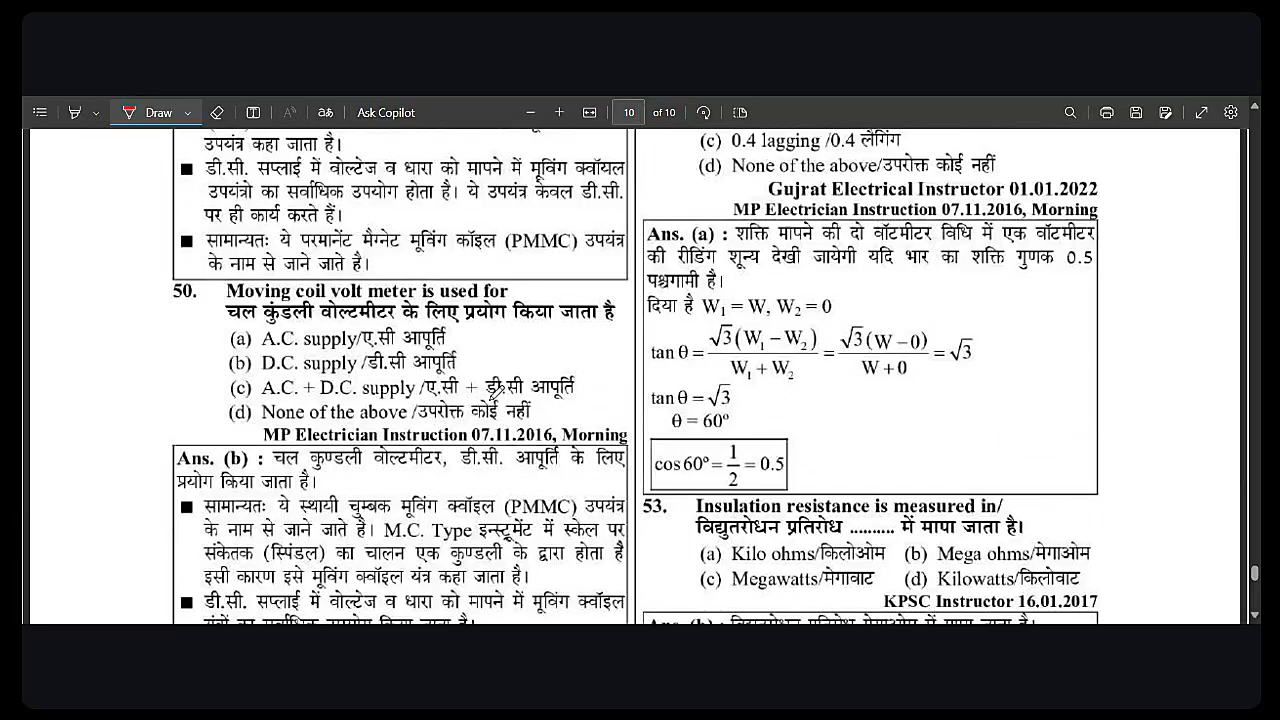 Draw
Ask Copilot
10 of 10
उपयंत्र कहा जाता है।
■ डी.सी. सप्लाई में वोल्टेज व धारा को मापने में मूविंग क्वॉयल
उपयंत्रो का सर्वाधिक उपयोग होता है। ये उपयंत्र केवल डी.सी.
पर ही कार्य करते हैं।
■ सामान्यतः ये परमानेंट मैग्नेट मूविंग कॉइल (PMMC) उपयंत्र
के नाम से जाने जाते है।
50. Moving coil volt meter is used for
चल कुंडली वोल्टमीटर के लिए प्रयोग किया जाता है
(a) A.C. supply/ए.सी आपूर्ति
(b) D.C. supply /डी.सी आपूर्ति
(c) A.C. + D.C. supply /ए.सी + डी.सी आपूर्ति
(d) None of the above /उपरोक्त कोई नहीं
MP Electrician Instruction 07.11.2016, Morning
Ans. (b) : चल कुण्डली वोल्टमीटर, डी.सी. आपूर्ति के लिए
प्रयोग किया जाता है।
■ सामान्यतः ये स्थायी चुम्बक मूविंग क्वॉइल (PMMC) उपयंत्र
के नाम से जाने जाते है। M.C. Type इन्स्ट्रूमेंट में स्केल पर
संकेतक (स्पिंडल) का चालन एक कुण्डली के द्वारा होता है
इसी कारण इसे मूविंग क्वॉइल यंत्र कहा जाता है।
■ डी.सी. सप्लाई में वोल्टेज व धारा को मापने में मूविंग क्वॉइल
(c) 0.4 lagging /0.4 लैगिंग
(d) None of the above/उपरोक्त कोई नहीं
Gujrat Electrical Instructor 01.01.2022
MP Electrician Instruction 07.11.2016, Morning
Ans. (a) : शक्ति मापने की दो वॉटमीटर विधि में एक वॉटमीटर
की रीडिंग शून्य देखी जायेगी यदि भार का शक्ति गुणक 0.5
पश्चगामी है।
दिया है W₁ = W, W₂ = 0
tan θ = √3 (W₁ − W₂) / W₁ + W₂ = √3 (W − 0) / W + 0 = √3
tan θ = √3
θ = 60º
cos 60º = 1/2 = 0.5
53. Insulation resistance is measured in/
विद्युतरोधन प्रतिरोध .......... में मापा जाता है।
(a) Kilo ohms/किलोओम (b) Mega ohms/मेगाओम
(c) Megawatts/मेगावाट (d) Kilowatts/किलोवाट
KPSC Instructor 16.01.2017
Ans. (b) : विद्युतरोधन प्रतिरोध मेगाओम में मापा जाता है।